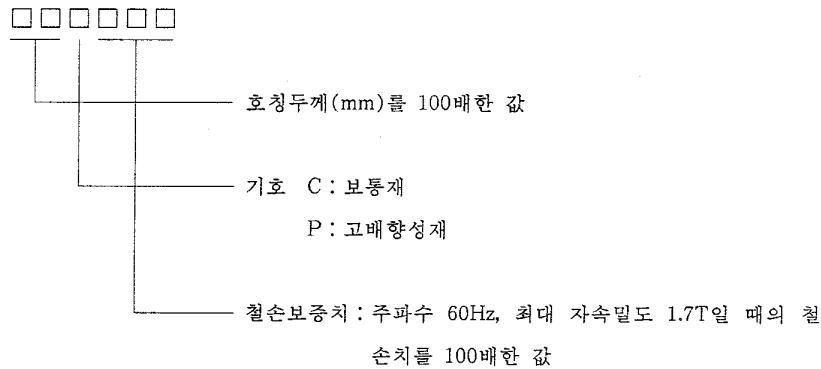 □□□□□□
호칭두께(mm)를 100배한 값
기호 C : 보통재
P : 고배향성재
철손보증치 : 주파수 60Hz, 최대 자속밀도 1.7T일 때의 철
손치를 100배한 값